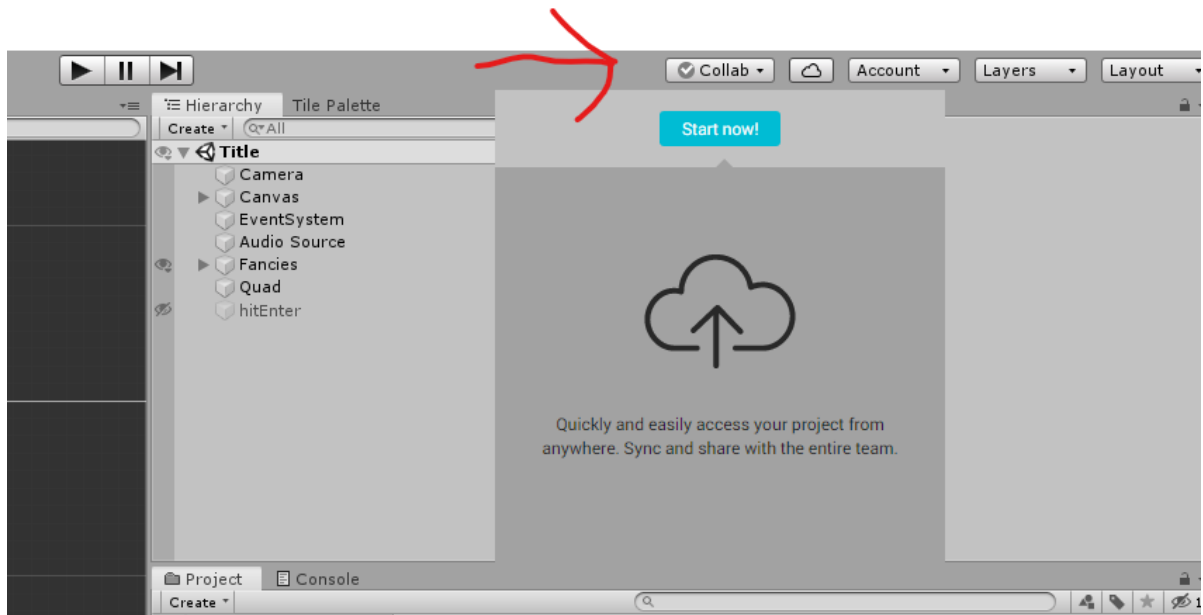 Collab
Account
Layers
Layout
Hierarchy
Tile Palette
Create
All
Start now!
Title
Camera
Canvas
EventSystem
Audio Source
Fancies
Quad
hitEnter
Quickly and easily access your project from
anywhere. Sync and share with the entire team.
Project
Console
Create